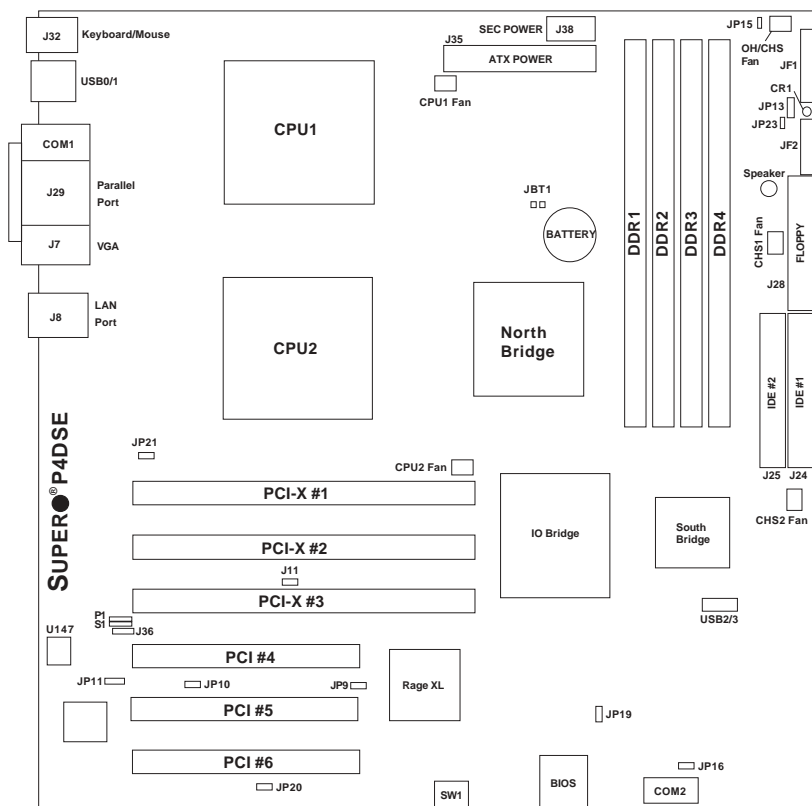 J32
Keyboard/Mouse
USB0/1
COM1
J29
Parallel
Port
J7
VGA
J8
LAN
Port
CPU1
CPU2
SEC POWER
J38
J35
ATX POWER
CPU1 Fan
JBT1
BATTERY
North
Bridge
DDR1
DDR2
DDR3
DDR4
JP15
OH/CHS
Fan
JF1
CR1
JP13
JP23
JF2
Speaker
CHS1 Fan
FLOPPY
J28
IDE #2
IDE #1
J25
J24
CHS2 Fan
SUPER ® P4DSE
JP21
CPU2 Fan
PCI-X #1
PCI-X #2
J11
PCI-X #3
IO Bridge
South
Bridge
USB2/3
P1
S1
J36
U147
PCI #4
JP11
JP10
JP9
Rage XL
PCI #5
JP19
PCI #6
JP20
SW1
BIOS
JP16
COM2